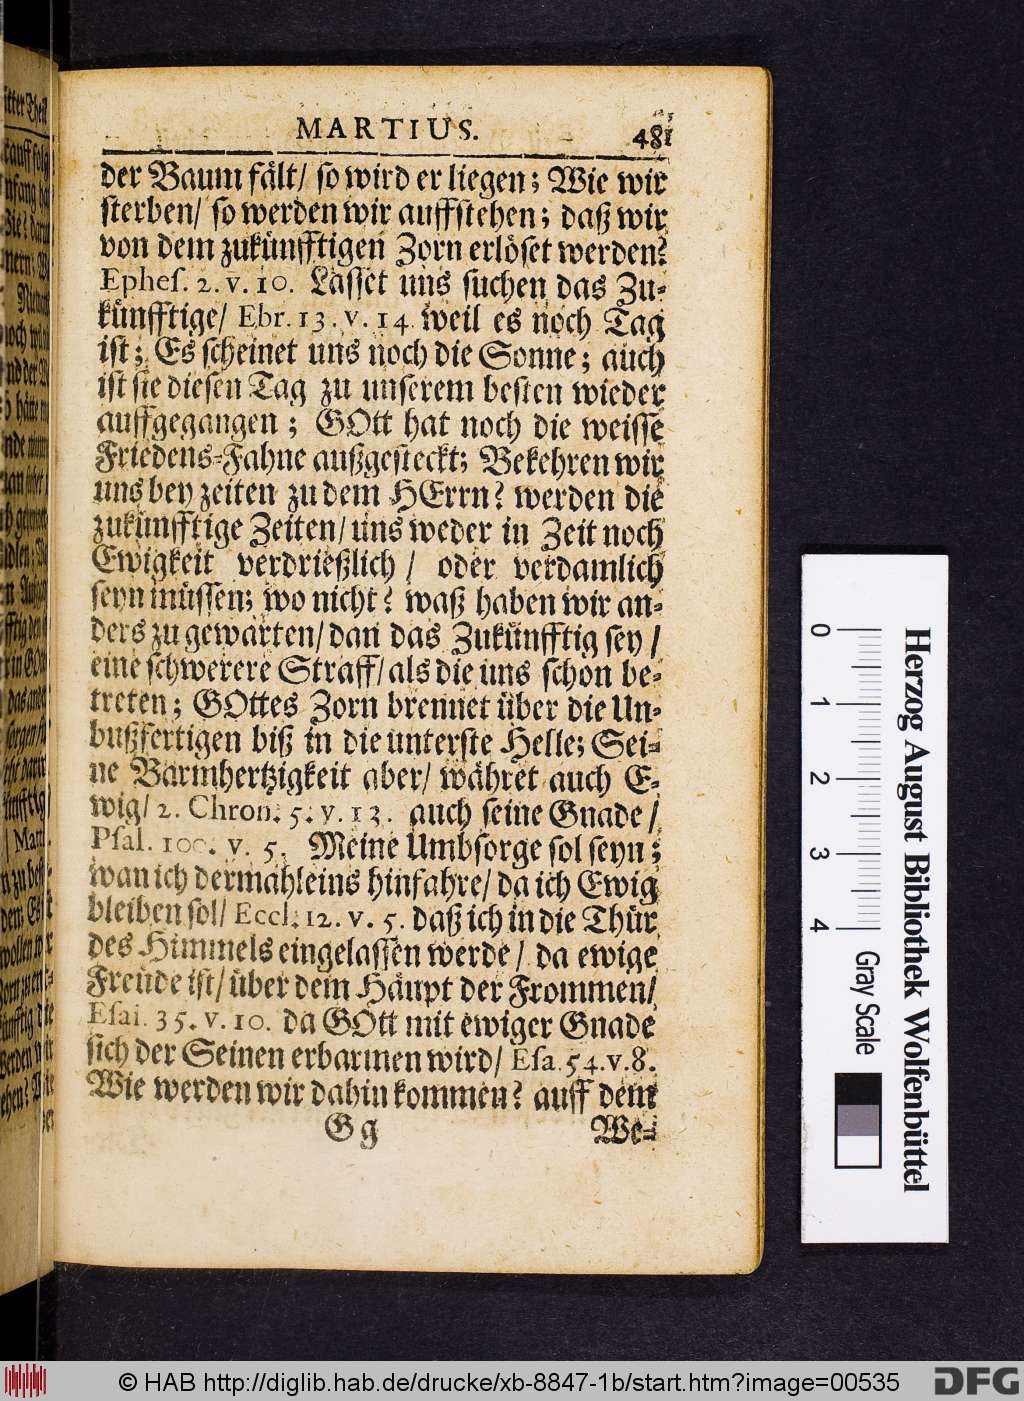 MARTIUS. 481
der Baum fält/ so wird er liegen; Wie wir
sterben/ so werden wir auffstehen; daß wir
von dem zukünfftigen Zorn erlöset werden?
Ephes. 2. v. 10. Lasset uns suchen das Zu-
künfftige/ Ebr. 13. v. 14. weil es noch Tag
ist; Es scheinet uns noch die Sonne; auch
ist sie diesen Tag zu unserem besten wieder
auffgegangen; GOtt hat noch die weisse
Friedens-Fahne außgesteckt; Bekehren wir
uns bey zeiten zu dem HErrn? werden die
zukünfftige Zeiten/ uns weder in Zeit noch
Ewigkeit verdrießlich/ oder verdamlich
seyn müssen; wo nicht? waß haben wir an-
ders zu gewarten/ dan das Zukünfftig sey/
eine schwerere Straff/ als die uns schon be-
treten; GOttes Zorn brennet über die Un-
bußfertigen biß in die unterste Helle; Sei-
ne Barmhertzigkeit aber/ währet auch E-
wig/ 2. Chron. 5. v. 13. auch seine Gnade/
Psal. 100. v. 5. Meine Umbsorge sol seyn;
wan ich dermahleins hinfahre/ da ich Ewig
bleiben sol/ Eccl. 12. v. 5. daß ich in die Thür
des Himmels eingelassen werde/ da ewige
Freude ist/ über dem Häupt der Frommen/
Esai. 35. v. 10. da GOtt mit ewiger Gnade
sich der Seinen erbarmen wird/ Esa. 54. v. 8.
Wie werden wir dahin kommen? auff dem
Gg We-
Herzog August Bibliothek Wolfenbüttel
0 1 2 3 4
Gray Scale
© HAB http://diglib.hab.de/drucke/xb-8847-1b/start.htm?image=00535
DFG